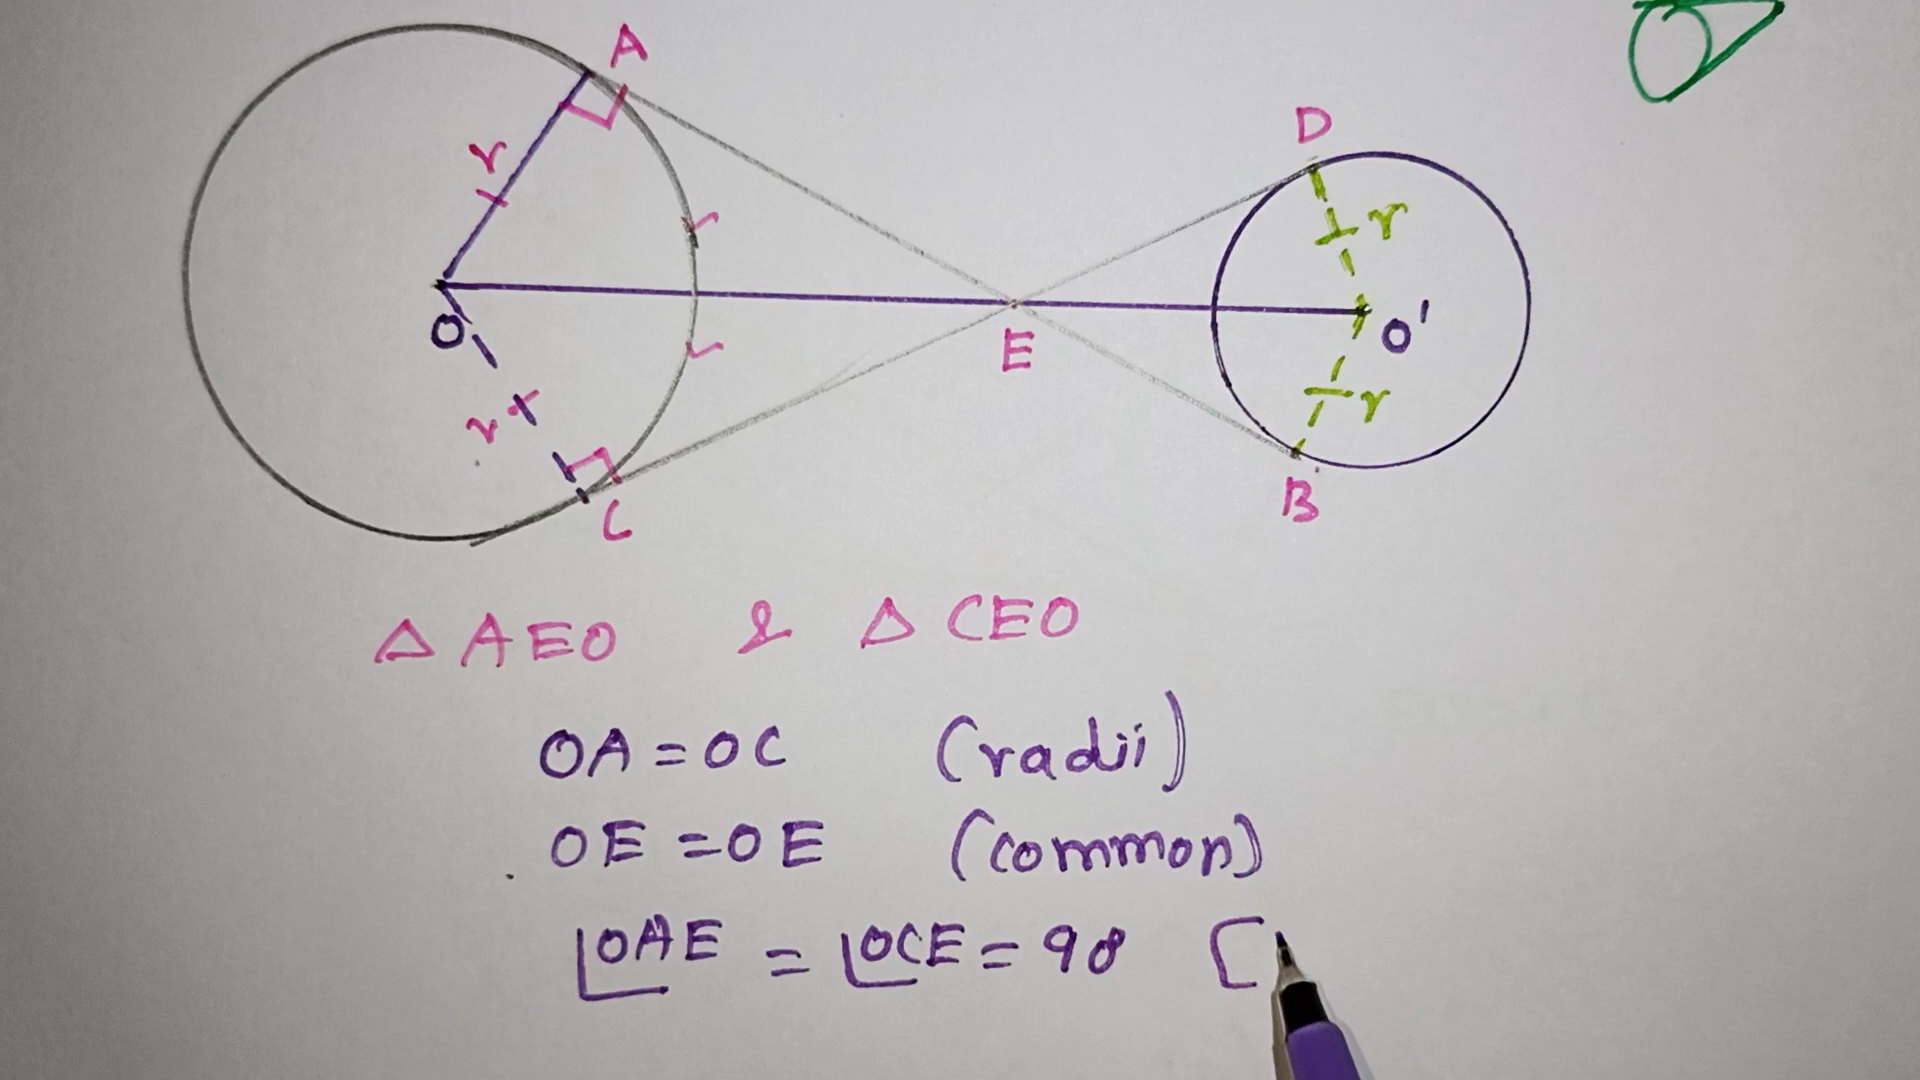 A
D
r
r
O
E
O'
r
r
C
B
△ AEO & △ CEO
OA = OC (radii)
OE = OE (common)
∠OAE = ∠OCE = 90 [